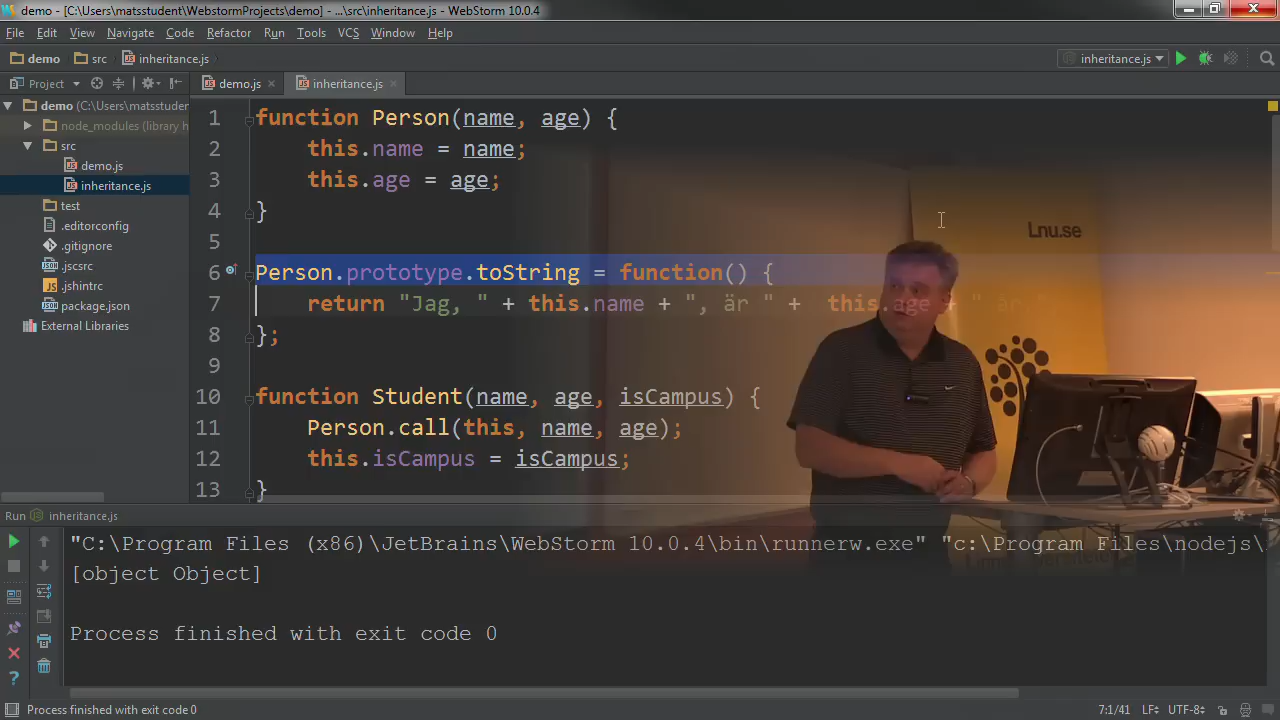 demo - [C:\Users\matsstudent\WebstormProjects\demo] - ...\src\inheritance.js - WebStorm 10.0.4
File Edit View Navigate Code Refactor Run Tools VCS Window Help
demo src inheritance.js inheritance.js
Project demo.js inheritance.js
demo (C:\Users\matsstuden
node_modules (library h
src
demo.js
inheritance.js
test
.editorconfig
.gitignore
.jscsrc
.jshintrc
package.json
External Libraries
1 function Person(name, age) {
2 this.name = name;
3 this.age = age;
4 }
5
6 Person.prototype.toString = function() {
7 return "Jag, " + this.name + ", är " + this.age + " år."
8 };
9
10 function Student(name, age, isCampus) {
11 Person.call(this, name, age);
12 this.isCampus = isCampus;
13 }
Lnu.se
Run inheritance.js
"C:\Program Files (x86)\JetBrains\WebStorm 10.0.4\bin\runnerw.exe" "c:\Program Files\nodejs\
[object Object]
Process finished with exit code 0
Process finished with exit code 0 7:1/41 LF UTF-8